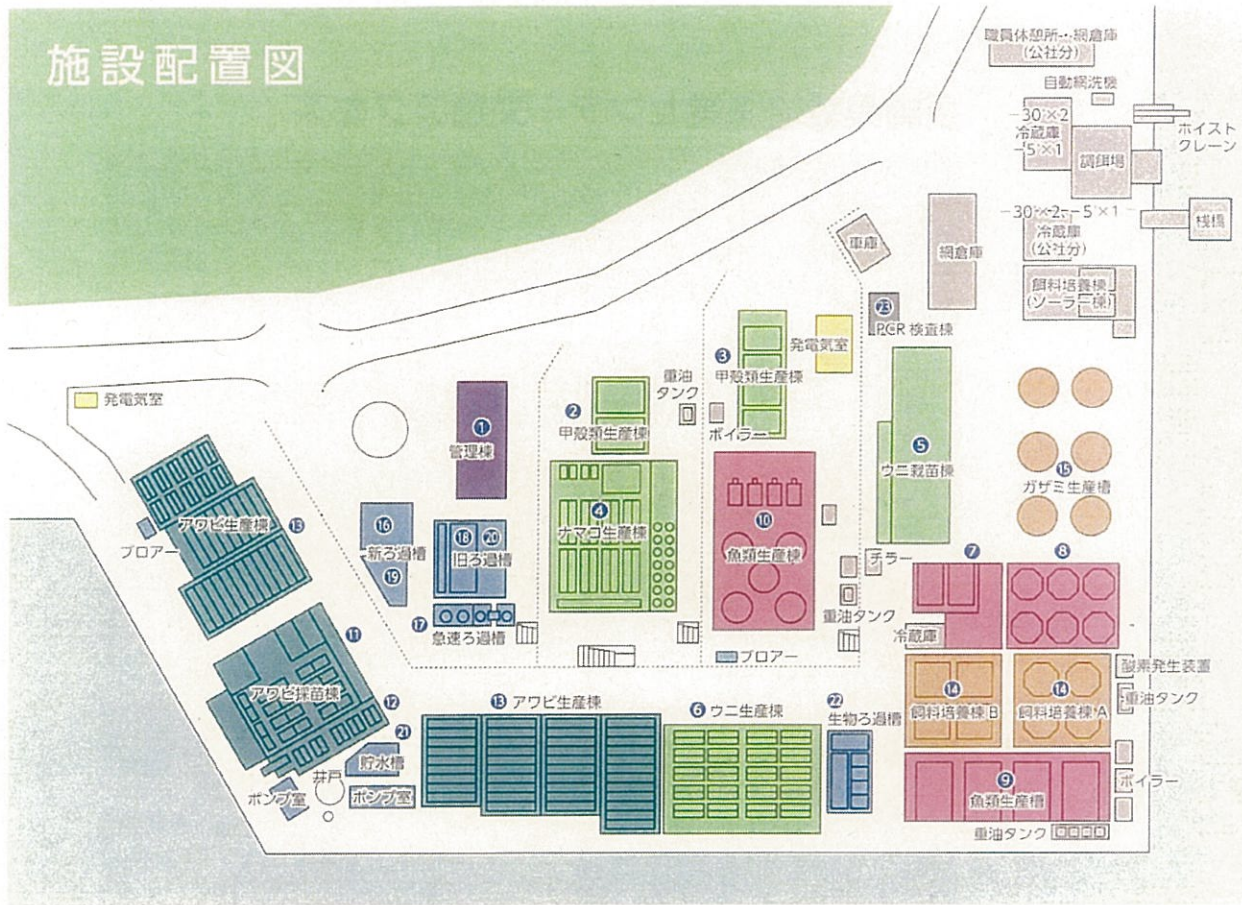 施設配置図
職員休憩所・網倉庫
(公社分)
自動網洗機
-30°×2
冷蔵庫
-5°×1
調餌場
ホイスト
クレーン
-30°×2 -5°×1
冷蔵庫
(公社分)
桟橋
車庫
網倉庫
飼料培養棟
(ソーラー棟)
23
PCR 検査棟
発電気室
3
甲殻類生産棟
ボイラー
重油
タンク
2
甲殻類生産棟
1
管理棟
発電気室
5
ウニ栽苗棟
15
ガザミ生産槽
アワビ生産棟
13
ブロアー
16
新ろ過槽
19
18
20
旧ろ過槽
17
急速ろ過槽
4
ナマコ生産棟
10
魚類生産棟
チラー
重油タンク
ブロアー
7
8
冷蔵庫
酸素発生装置
重油タンク
14
飼料培養棟 B
14
飼料培養棟 A
11
アワビ採苗棟
12
21
貯水槽
井戸
ポンプ室
ポンプ室
13 アワビ生産棟
6 ウニ生産棟
22
生物ろ過槽
9
魚類生産槽
ボイラー
重油タンク